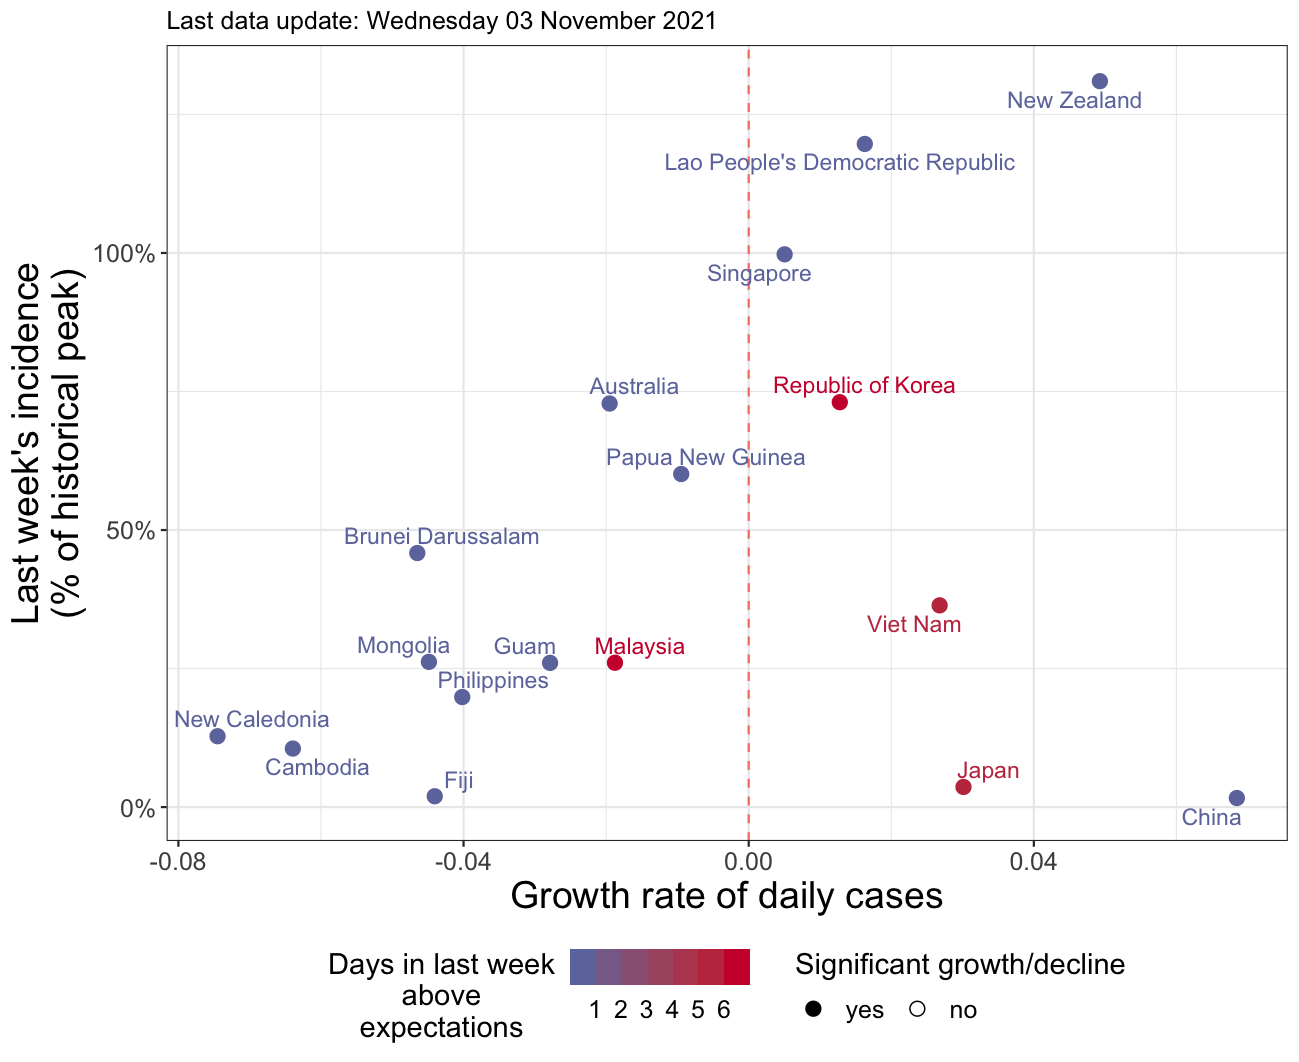 Last data update: Wednesday 03 November 2021
New Zealand
Lao People's Democratic Republic
100%
Singapore
Australia
Republic of Korea
Papua New Guinea
50%
Brunei Darussalam
Viet Nam
Mongolia
Guam
Malaysia
Philippines
New Caledonia
Cambodia
Fiji
Japan
0%
China
Last week's incidence
(% of historical peak)
-0.08 -0.04 0.00 0.04
Growth rate of daily cases
Days in last week
above
expectations
1 2 3 4 5 6
Significant growth/decline
yes no